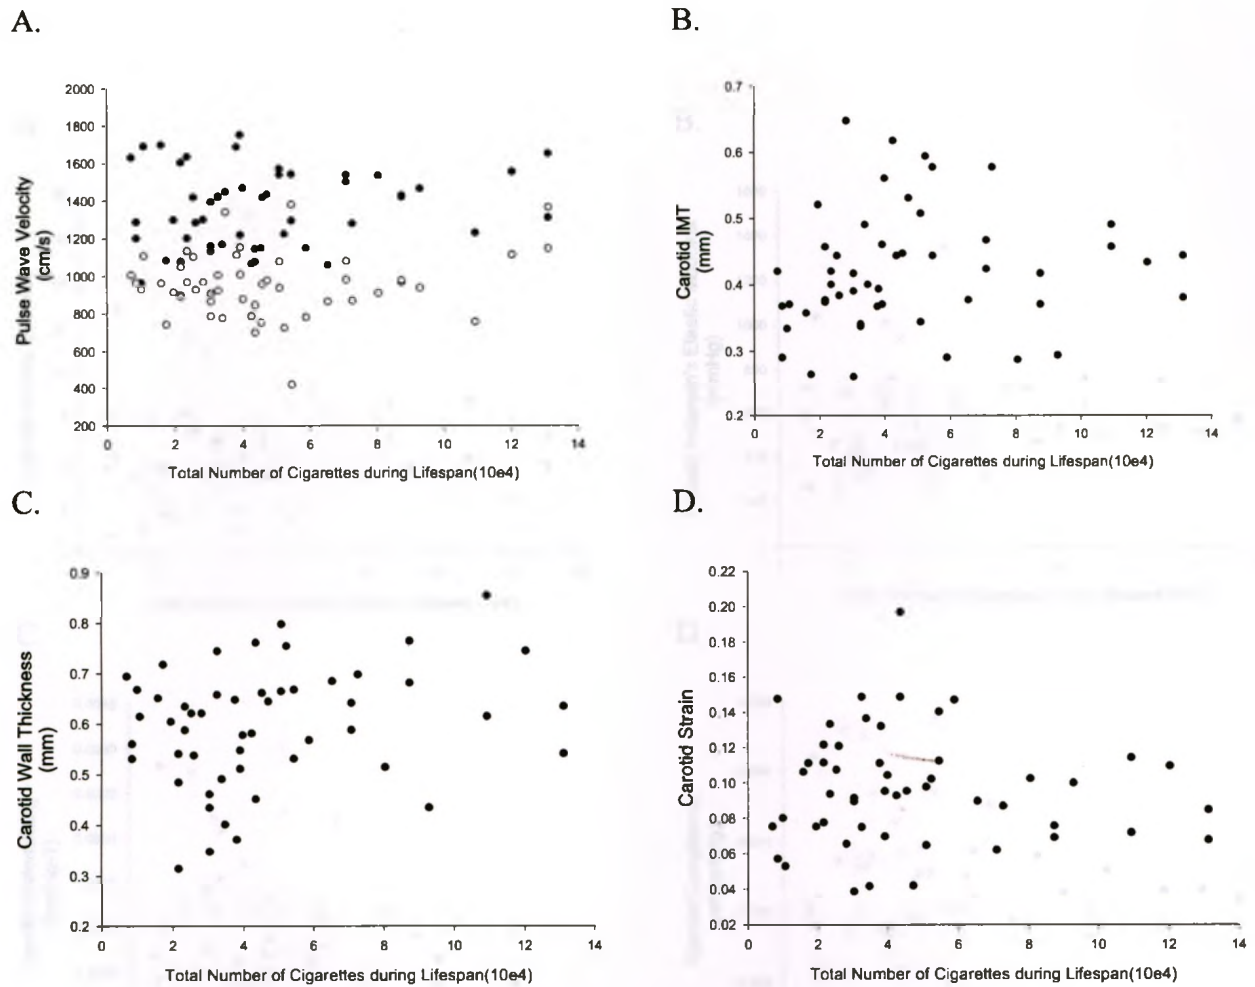 A.
2000
1800
1600
1400
1200
1000
800
600
400
200
Pulse Wave Velocity
(cm/s)
0 2 4 6 8 10 12 14
Total Number of Cigarettes during Lifespan(10e4)
B.
0.7
0.6
0.5
0.4
0.3
0.2
Carotid IMT
(mm)
0 2 4 6 8 10 12 14
Total Number of Cigarettes during Lifespan(10e4)
C.
0.9
0.8
0.7
0.6
0.5
0.4
0.3
0.2
Carotid Wall Thickness
(mm)
0 2 4 6 8 10 12 14
Total Number of Cigarettes during Lifespan(10e4)
D.
0.22
0.20
0.16
0.14
0.12
0.10
0.08
0.06
0.04
0.02
Carotid Strain
0 2 4 6 8 10 12 14
Total Number of Cigarettes during Lifespan(10e4)